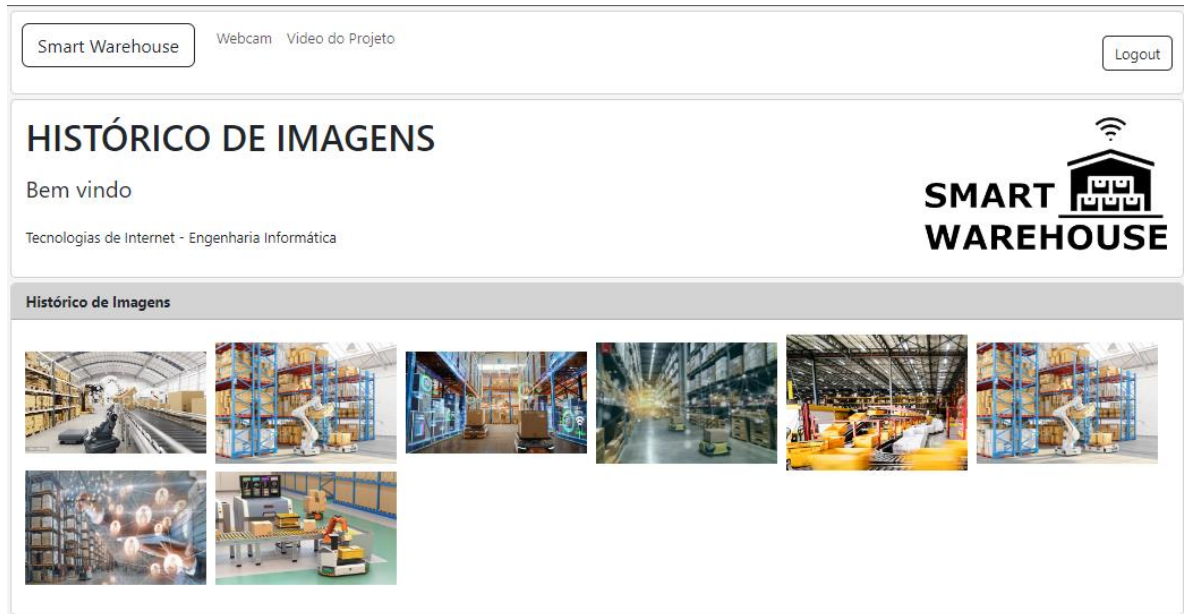 Smart Warehouse
Webcam
Video do Projeto
Logout
HISTÓRICO DE IMAGENS
Bem vindo
Tecnologias de Internet - Engenharia Informática
SMART
WAREHOUSE
Histórico de Imagens